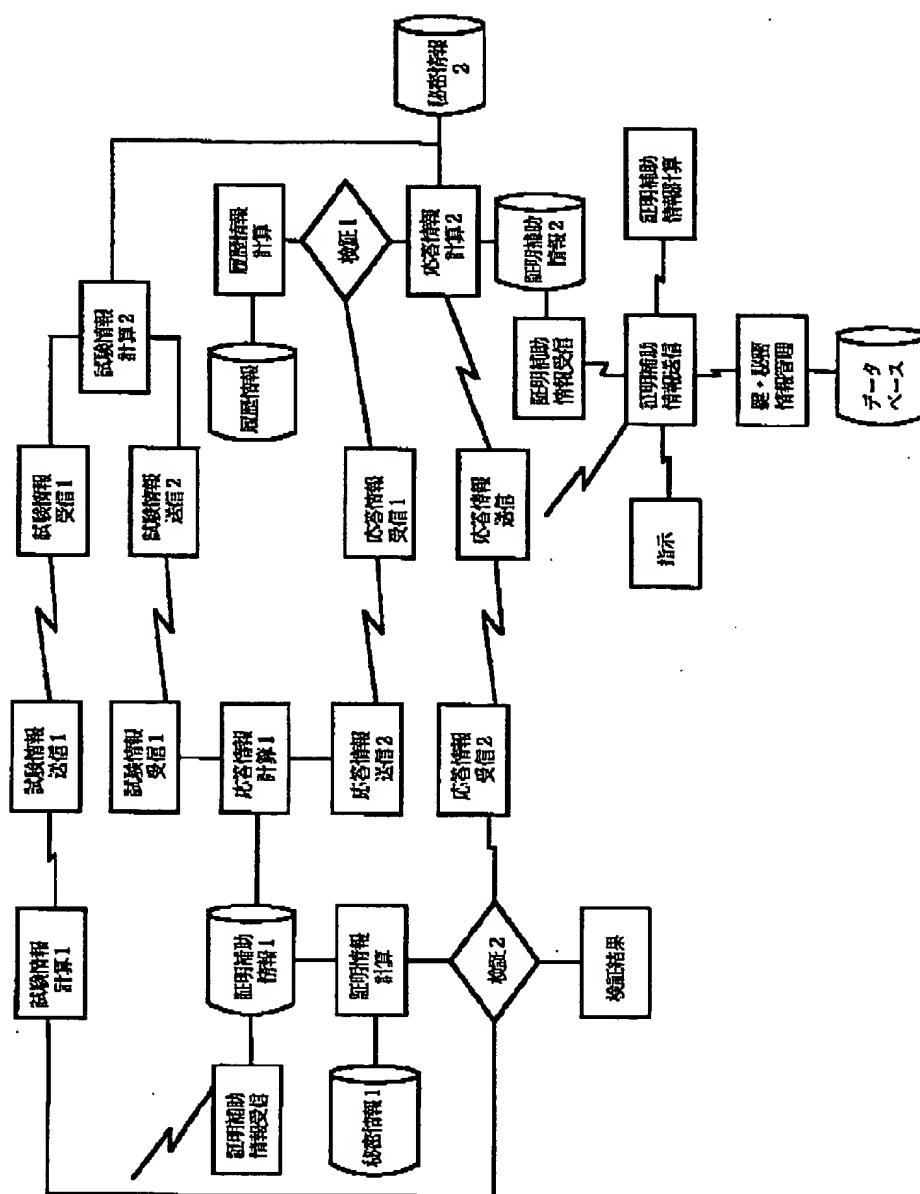 試験情報
計算1
試験情報
送信1
試験情報
受信1
試験情報
計算2
試験情報
受信1
試験情報
送信2
証明補助
情報受信
証明補助
情報1
応答情報
計算1
履歴情報
履歴情報
計算
秘密情報1
証明情報
計算
応答情報
送信2
応答情報
受信1
検証1
応答情報
計算2
秘密情報
2
検証2
応答情報
受信2
応答情報
送信
証明補助
情報受信
証明補助
情報2
検証結果
指示
証明補助
情報送信
証明補助
情報計算
鍵・秘密
情報管理
データ
ベース